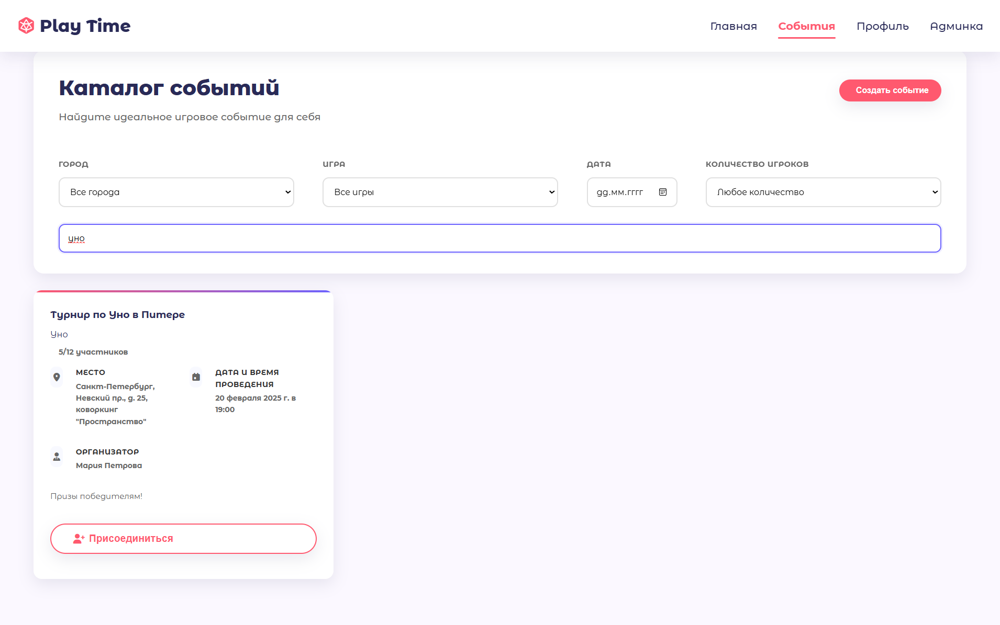 Play Time
Главная
События
Профиль
Админка
Каталог событий
Создать событие
Найдите идеальное игровое событие для себя
ГОРОД
ИГРА
ДАТА
КОЛИЧЕСТВО ИГРОКОВ
Все города
Все игры
дд.мм.гггг
Любое количество
уно
Турнир по Уно в Питере
Уно
5/12 участников
МЕСТО
Санкт-Петербург,
Невский пр., д. 25,
коворкинг
"Пространство"
ДАТА И ВРЕМЯ
ПРОВЕДЕНИЯ
20 февраля 2025 г. в
19:00
ОРГАНИЗАТОР
Мария Петрова
Призы победителям!
Присоединиться